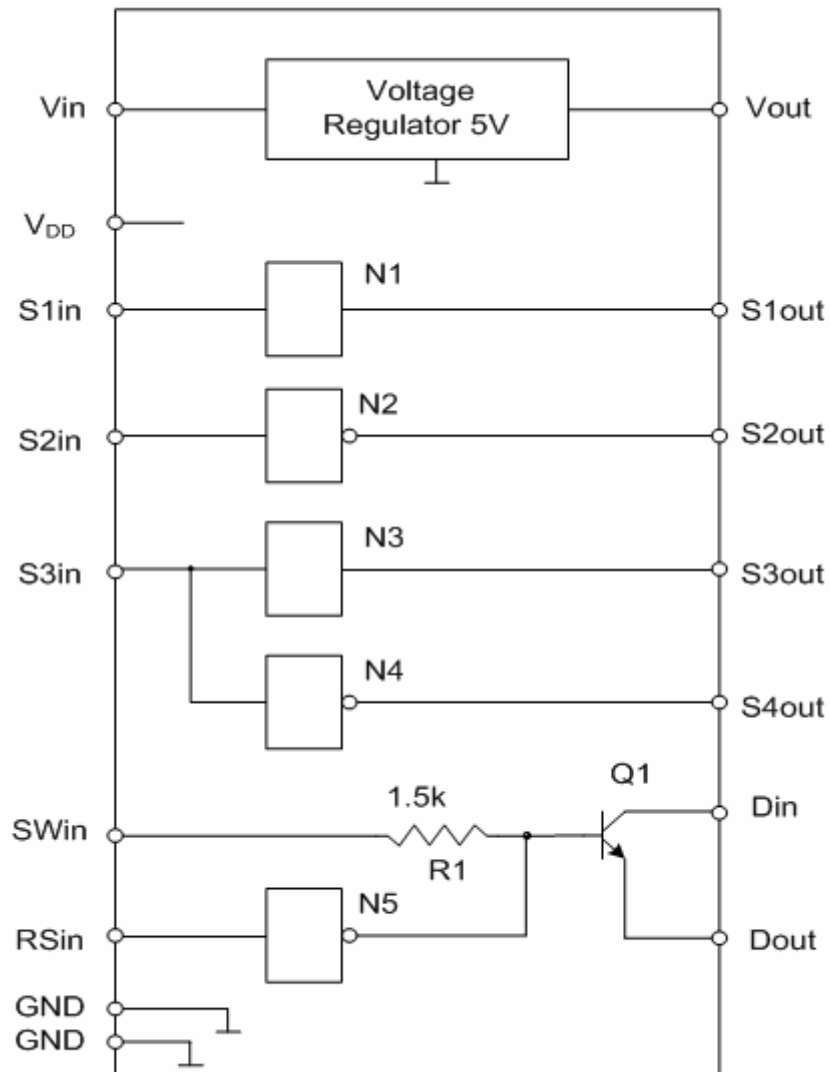 Voltage
Regulator 5V
Vin
Vout
VDD
N1
S1in
S1out
N2
S2in
S2out
N3
S3in
S3out
N4
S4out
Q1
1.5k
Din
SWin
R1
N5
RSin
Dout
GND
GND